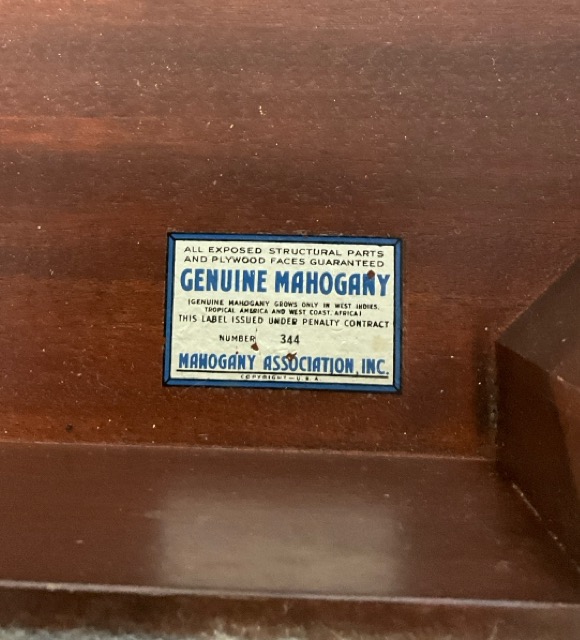 ALL EXPOSED STRUCTURAL PARTS
AND PLYWOOD FACES GUARANTEED
GENUINE MAHOGANY
(GENUINE MAHOGANY GROWS ONLY IN WEST INDIES,
TROPICAL AMERICA AND WEST COAST, AFRICA)
THIS LABEL ISSUED UNDER PENALTY CONTRACT
NUMBER 344
MAHOGANY ASSOCIATION, INC.
COPYRIGHT—U.S.A.